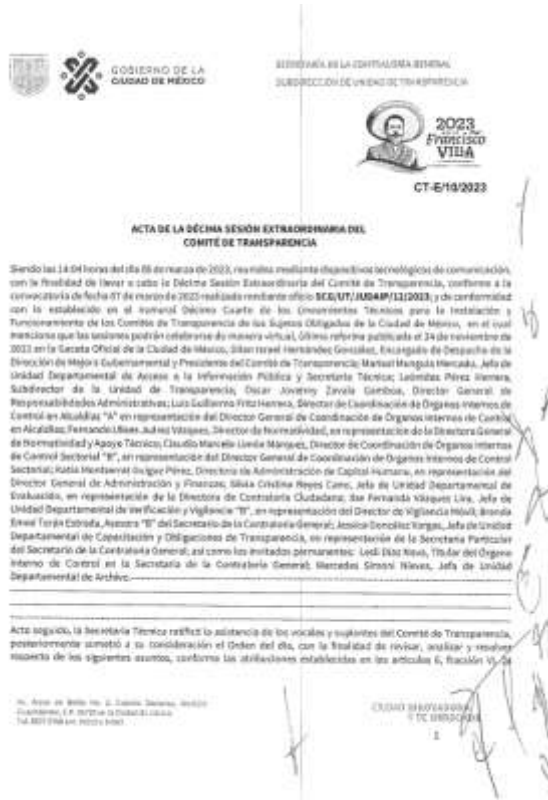 GOBIERNO DE LA
CIUDAD DE MÉXICO
SECRETARÍA DE LA CONTRALORÍA GENERAL
SUBDIRECCIÓN DE UNIDAD DE TRANSPARENCIA
2023
Francisco
VILLA
CT-E/10/2023
ACTA DE LA DÉCIMA SESIÓN EXTRAORDINARIA DEL
COMITÉ DE TRANSPARENCIA
Siendo las 14:04 horas del día 08 de marzo de 2023, reunidos mediante dispositivos tecnológicos de comunicación,
con la finalidad de llevar a cabo la Décima Sesión Extraordinaria del Comité de Transparencia, conforme a la
convocatoria de fecha 07 de marzo de 2023 realizada mediante oficio SCG/UT/JUDAIP/12/2023; y de conformidad
con lo establecido en el numeral Décimo Cuarto de los Lineamientos Técnicos para la Instalación y
Funcionamiento de los Comités de Transparencia de los Sujetos Obligados de la Ciudad de México, en el cual
menciona que las sesiones podrán celebrarse de manera virtual, última reforma publicada el 24 de noviembre de
en la Gaceta Oficial de la Ciudad de México, Israel Hernández González, Encargado de Despacho de la
Dirección de Mejora Gubernamental y Presidente del Comité de Transparencia; Marisol Munguía Mercado, Jefa de
Unidad Departamental de Acceso a la Información Pública y Secretaria Técnica; Leónidas Pérez Herrera,
Subdirector de la Unidad de Transparencia; Oscar Jovanny Zavala Gamboa, Director General de
Responsabilidades Administrativas; Luis Guillermo Fritz Herrera, Director de Coordinación de Órganos Internos de
Control en Alcaldías "A" en representación del Director General de Coordinación de Órganos Internos de Control
en Alcaldías; Fernando Ulises Juárez Vázquez, Director de Normatividad, en representación de la Directora General
de Normatividad y Apoyo Técnico; Claudio Marcelo Limón Márquez, Director de Coordinación de Órganos Internos
de Control Sectorial "B", en representación del Director General de Coordinación de Órganos Internos de Control
Sectorial; Katia Montserrat Guigue Pérez, Directora de Administración de Capital Humano, en representación del
Director General de Administración y Finanzas; Silvia Cristina Reyes Cano, Jefa de Unidad Departamental de
Evaluación, en representación de la Directora de Contraloría Ciudadana; Fernanda Vázquez Lira, Jefa de
Unidad Departamental de Verificación y Vigilancia "B", en representación del Director de Vigilancia Móvil; Brenda
Emoé Terán Estrada, Asesora "B" del Secretario de la Contraloría General; Jessica González Vargas, Jefa de Unidad
Departamental de Capacitación y Obligaciones de Transparencia, en representación de la Secretaria Particular
del Secretario de la Contraloría General; así como los invitados permanentes: Lesli Díaz Nava, Titular del Órgano
Interno de Control en la Secretaría de la Contraloría General; Mercedes Simoni Nieves, Jefa de Unidad
Departamental de Archivo.
Acto seguido, la Secretaria Técnica ratificó la asistencia de los vocales y suplentes del Comité de Transparencia,
posteriormente sometió a su consideración el Orden del día, con la finalidad de revisar, analizar y resolver
respecto de los siguientes asuntos, conforme las atribuciones establecidas en los artículos 6, fracción VI,
CIUDAD INNOVADORA
Y DE DERECHOS
1